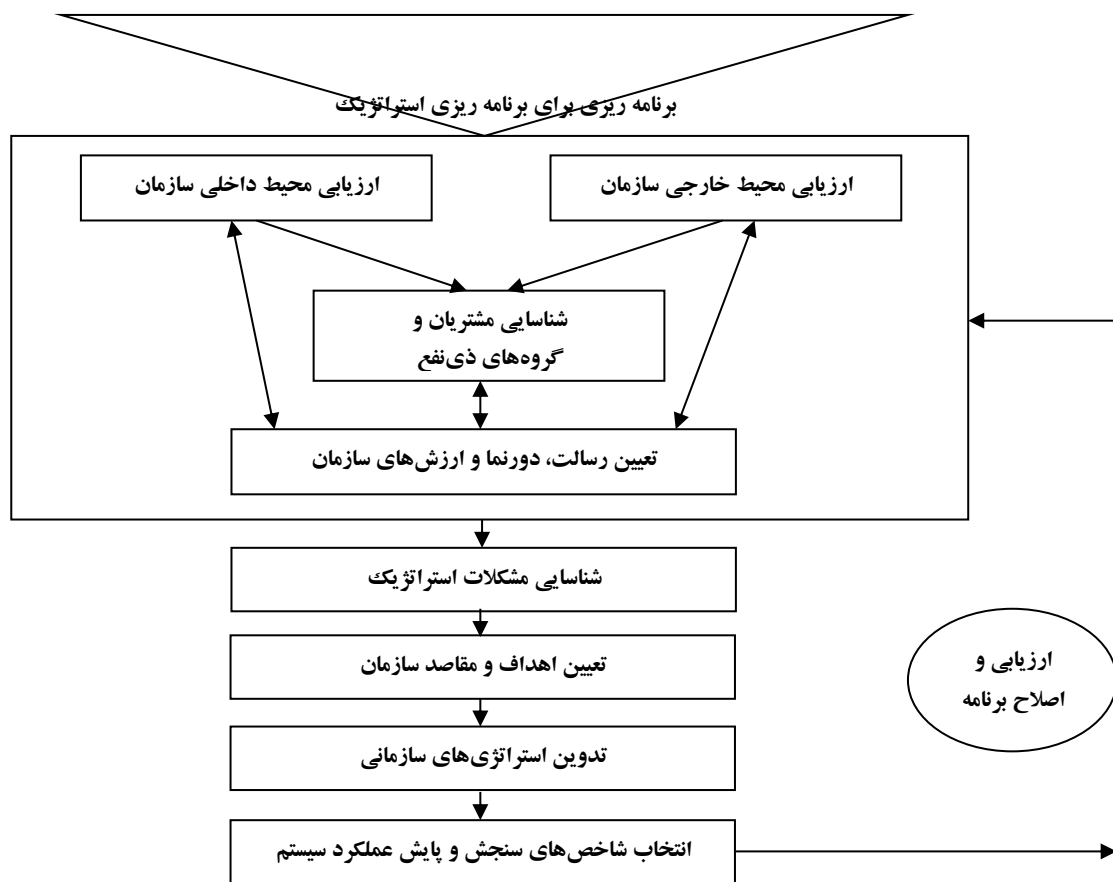 برنامه ریزی برای برنامه ریزی استراتژیک
ارزیابی محیط خارجی سازمان
ارزیابی محیط داخلی سازمان
شناسایی مشتریان و
گروه‌های ذی‌نفع
تعیین رسالت، دورنما و ارزش‌های سازمان
شناسایی مشکلات استراتژیک
تعیین اهداف و مقاصد سازمان
ارزیابی و
اصلاح برنامه
تدوین استراتژی‌های سازمانی
انتخاب شاخص‌های سنجش و پایش عملکرد سیستم